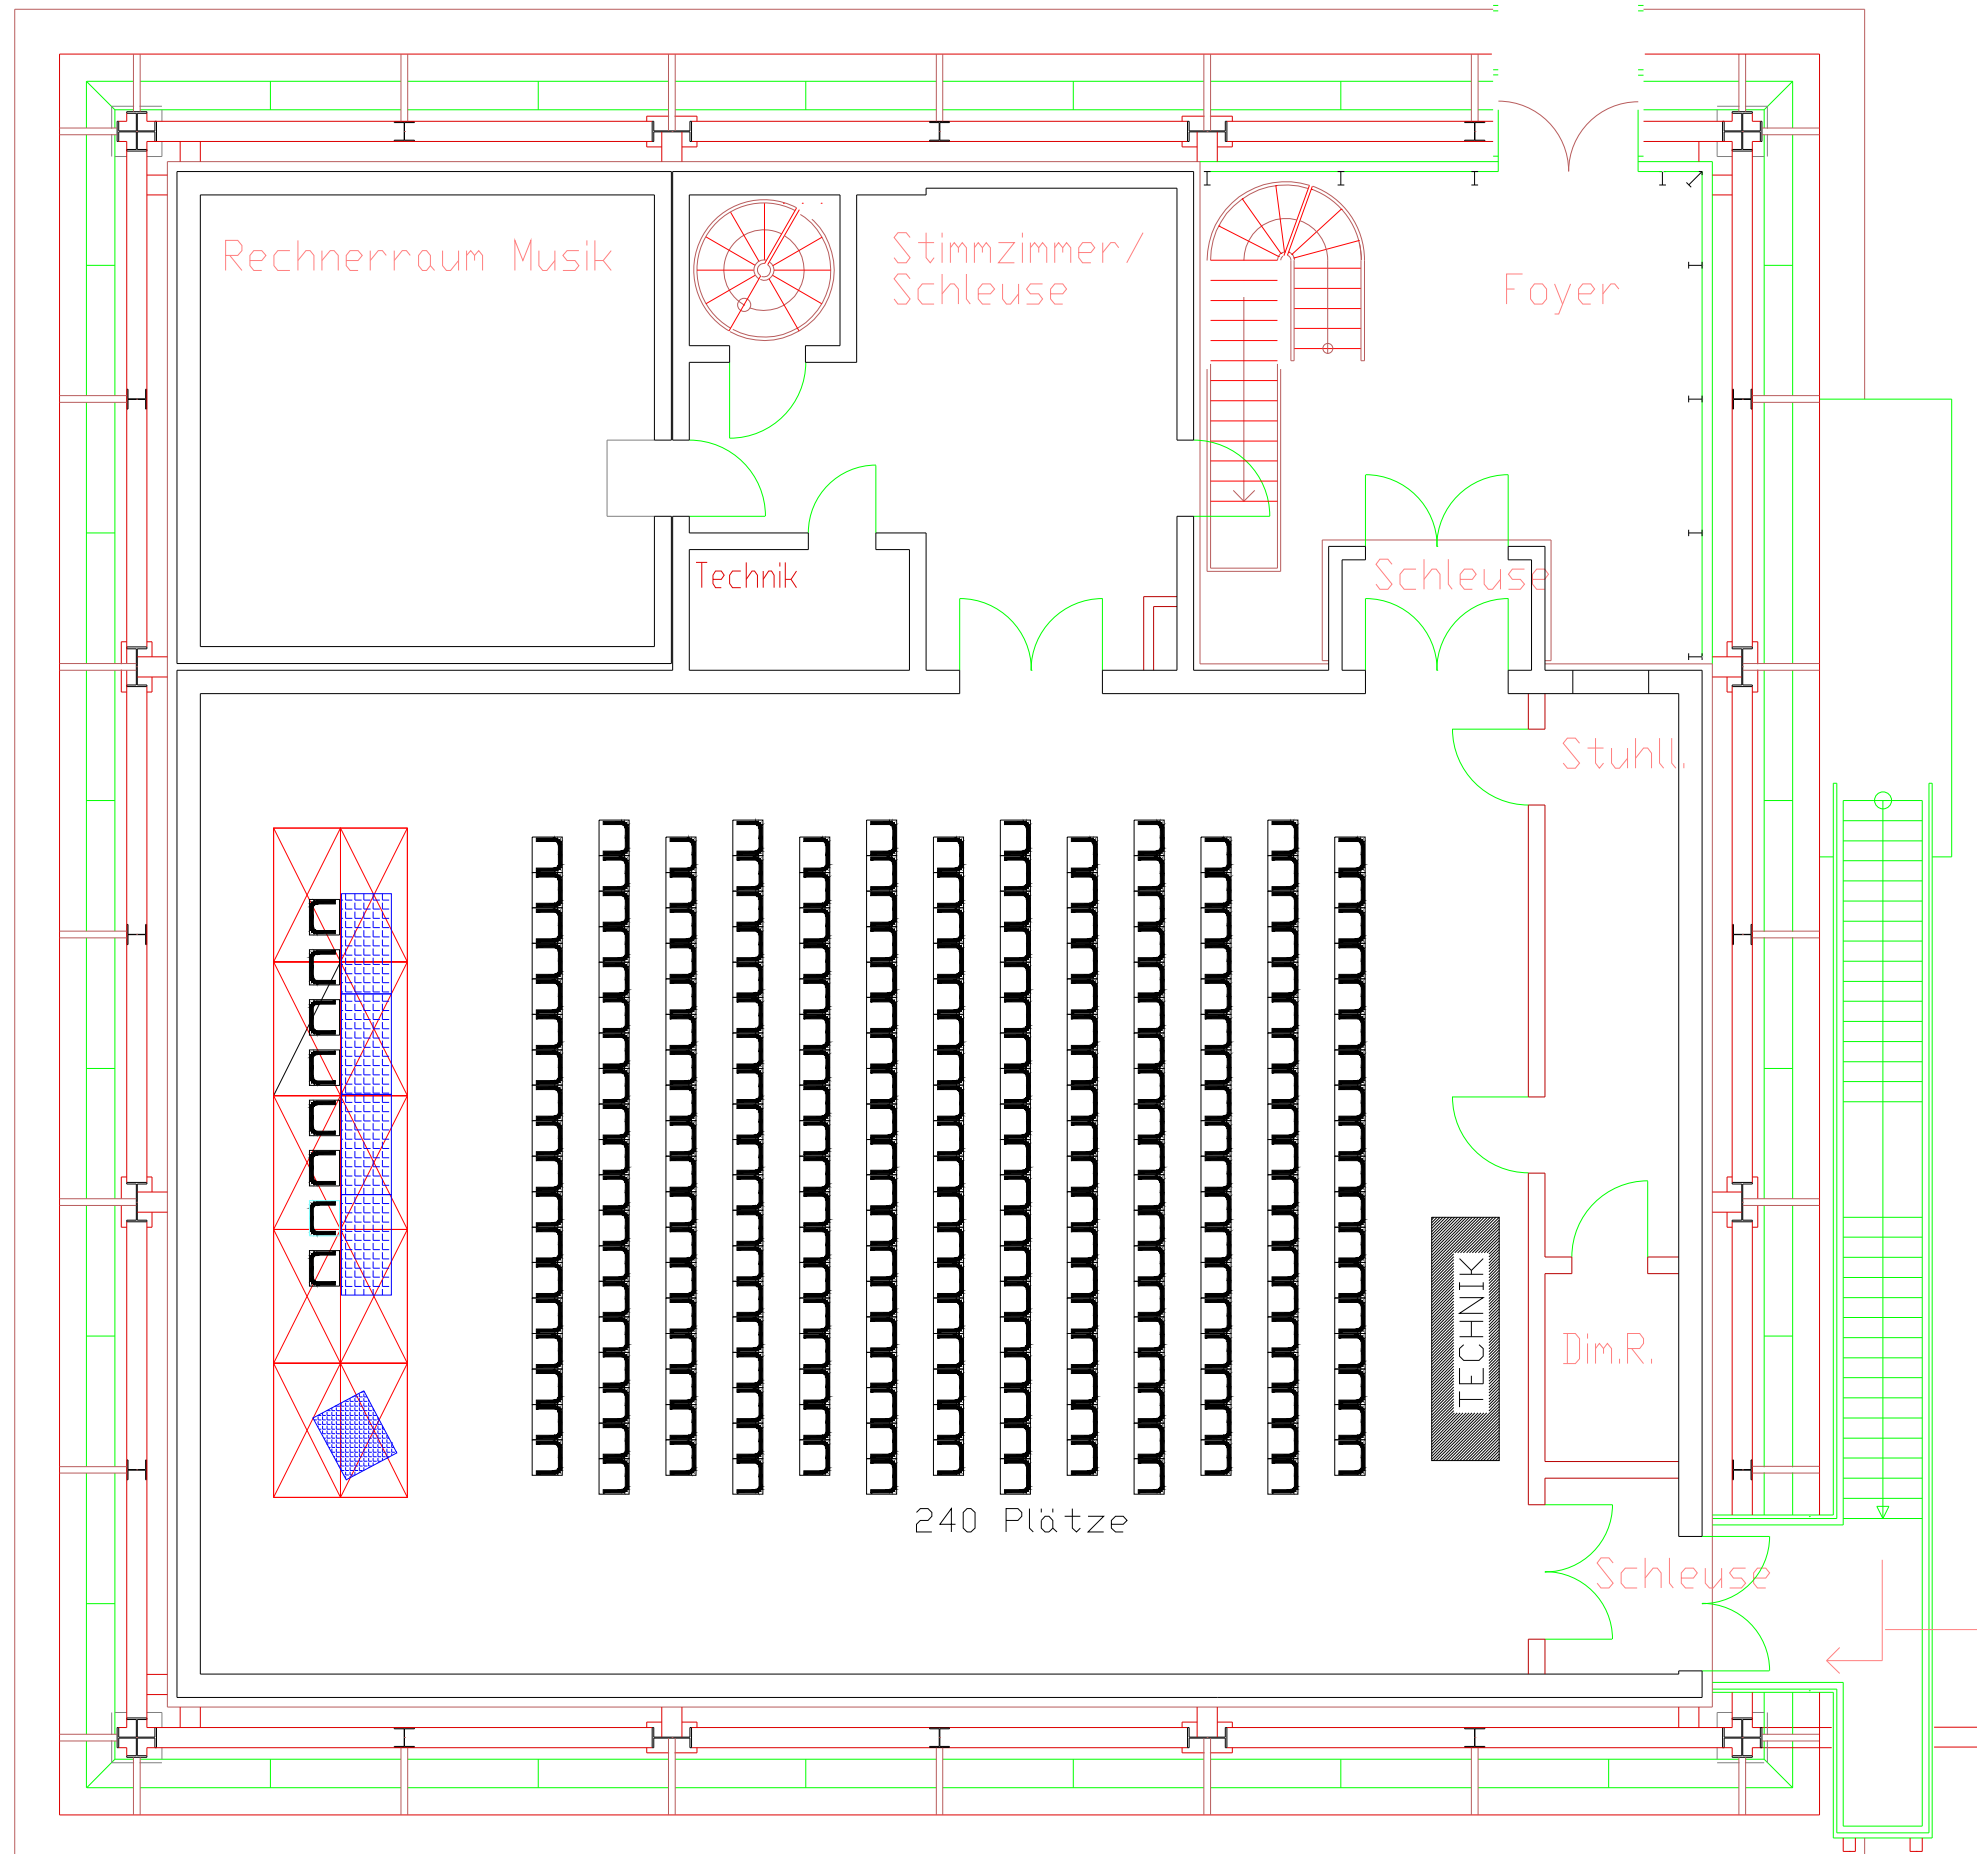 Rechnerraum Musik
Stimmzimmer/
Schleuse
Foyer
Technik
Schleuse
Stuhll.
TECHNIK
Dim.R.
240 Plätze
Schleuse